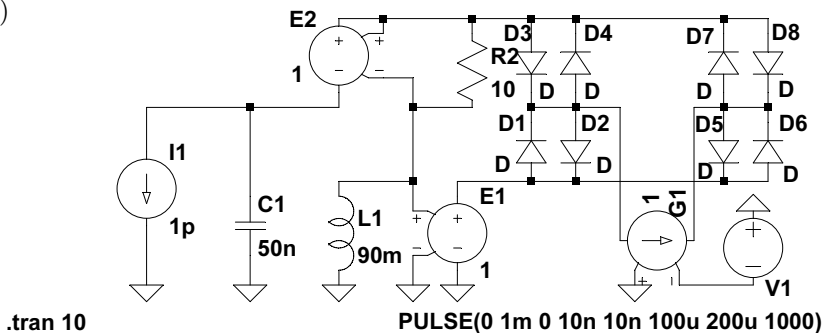 )
E2
D3
D4
D7
D8
+
+
R2
-
-
1
10
D
D
D
D
D1
D2
D5
D6
I1
D
D
D
D
E1
1
G1
C1
L1
+
+
+
1p
50n
90m
-
-
-
1
+
-
V1
.tran 10
PULSE(0 1m 0 10n 10n 100u 200u 1000)